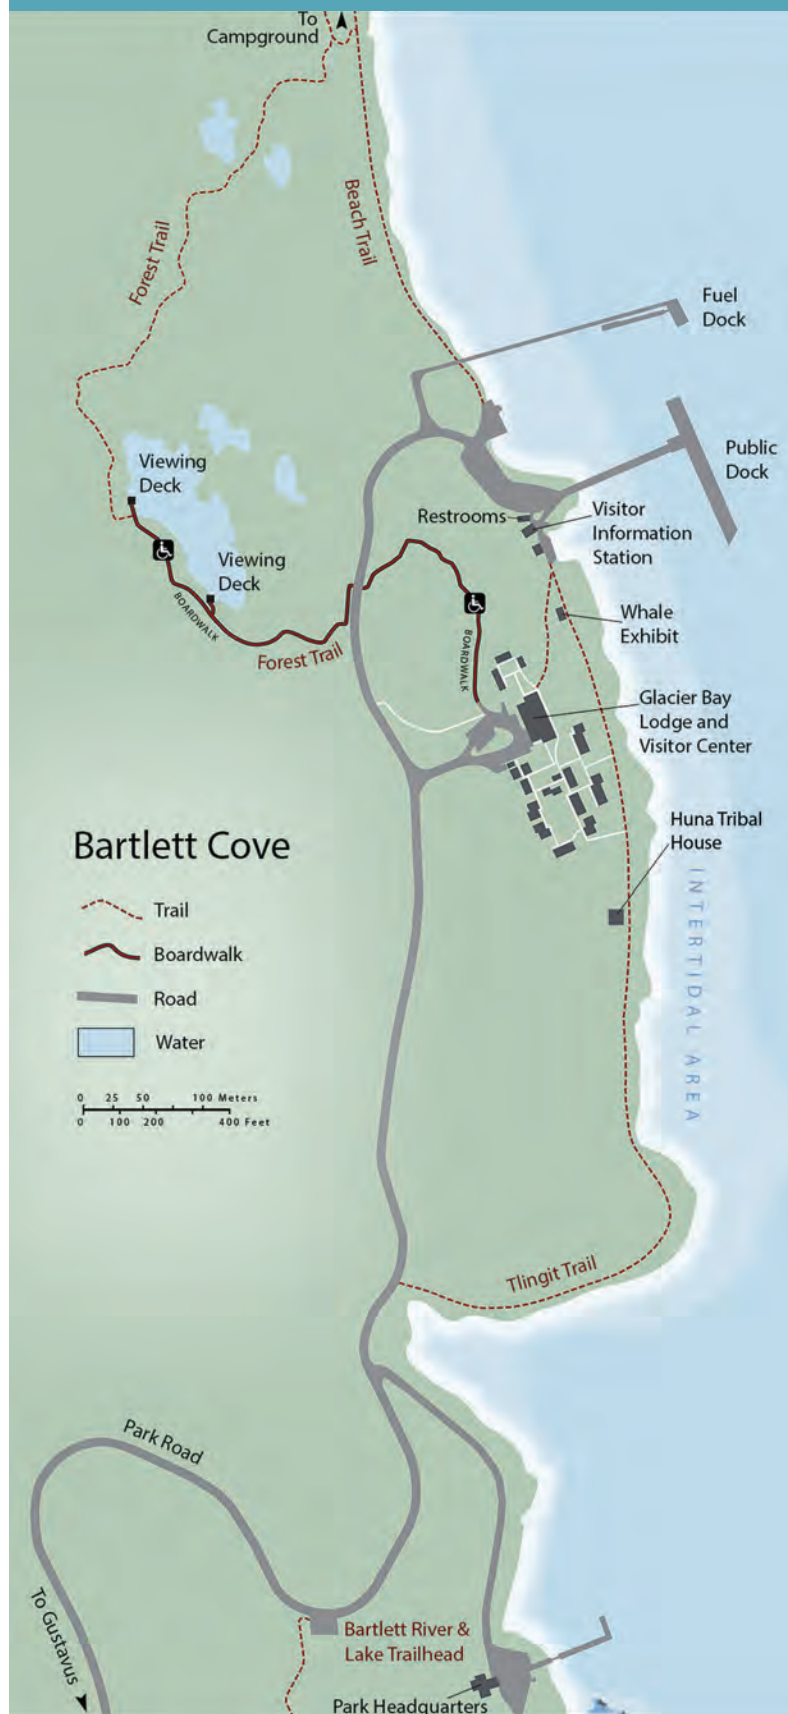 To
Campground
Forest Trail
Beach Trail
Fuel
Dock
Public
Dock
Viewing
Deck
Restrooms
Visitor
Information
Station
Viewing
Deck
BOARDWALK
Forest Trail
BOARDWALK
Whale
Exhibit
Glacier Bay
Lodge and
Visitor Center
Huna Tribal
House
Bartlett Cove
Trail
Boardwalk
Road
Water
0 25 50 100 Meters
0 100 200 400 Feet
INTERTIDAL AREA
Tlingit Trail
Park Road
To Gustavus
Bartlett River &
Lake Trailhead
Park Headquarters